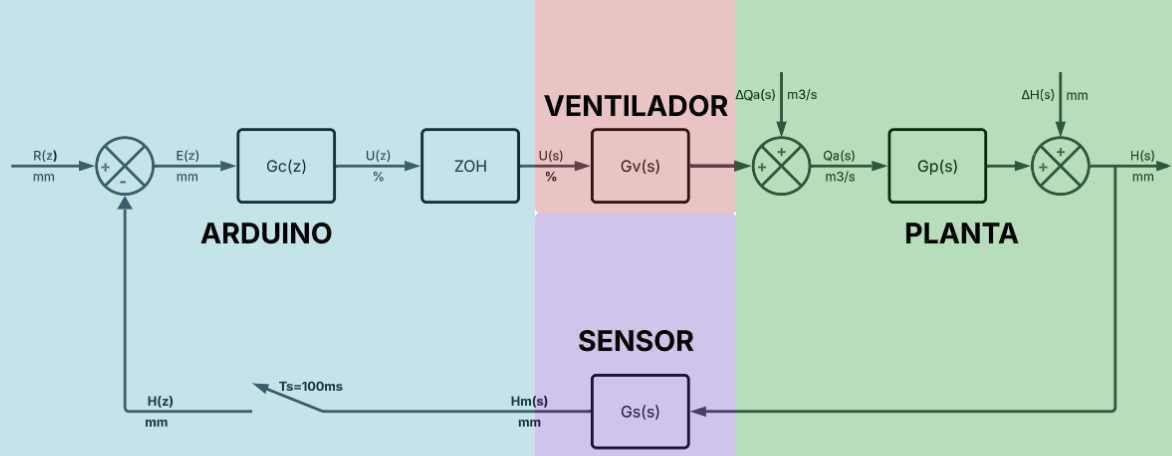 VENTILADOR
ΔQa(s) m3/s
ΔH(s) mm
R(z)
mm
+
-
E(z)
mm
Gc(z)
U(z)
%
ZOH
U(s)
%
Gv(s)
+
+
Qa(s)
m3/s
Gp(s)
+
+
H(s)
mm
ARDUINO
PLANTA
SENSOR
Ts=100ms
H(z)
mm
Hm(s)
mm
Gs(s)